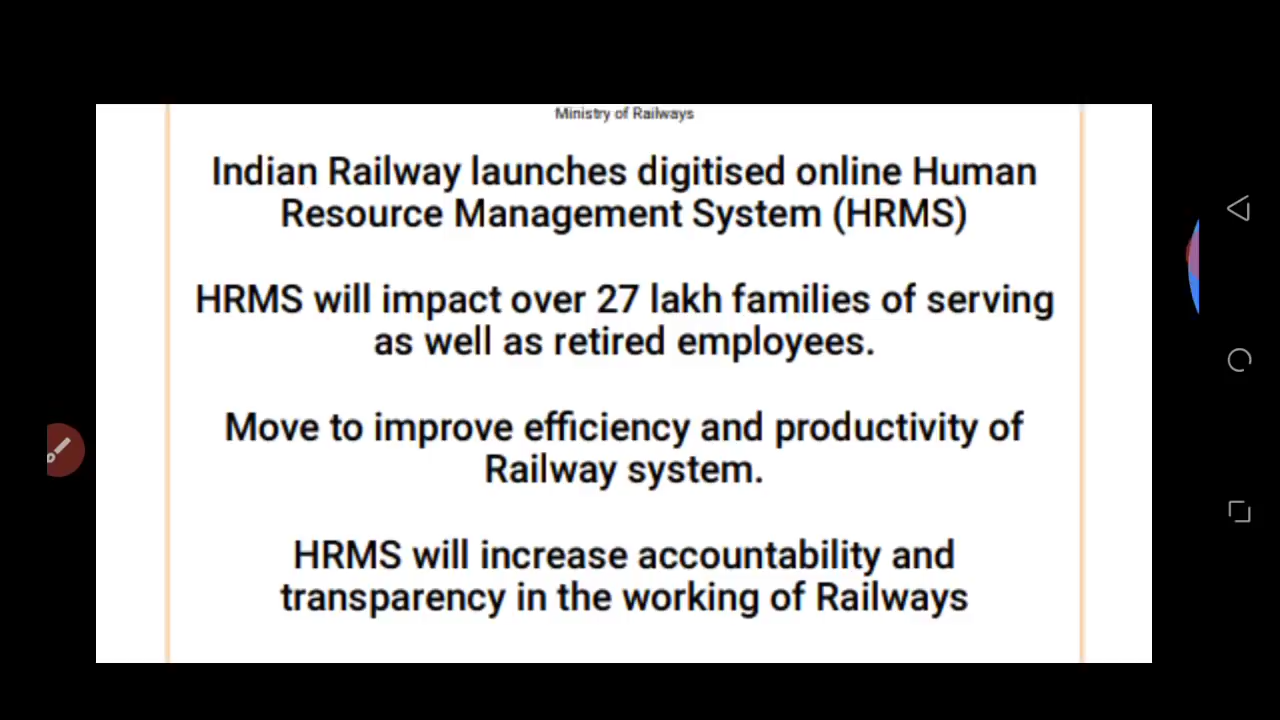 Ministry of Railways
Indian Railway launches digitised online Human
Resource Management System (HRMS)
HRMS will impact over 27 lakh families of serving
as well as retired employees.
Move to improve efficiency and productivity of
Railway system.
HRMS will increase accountability and
transparency in the working of Railways